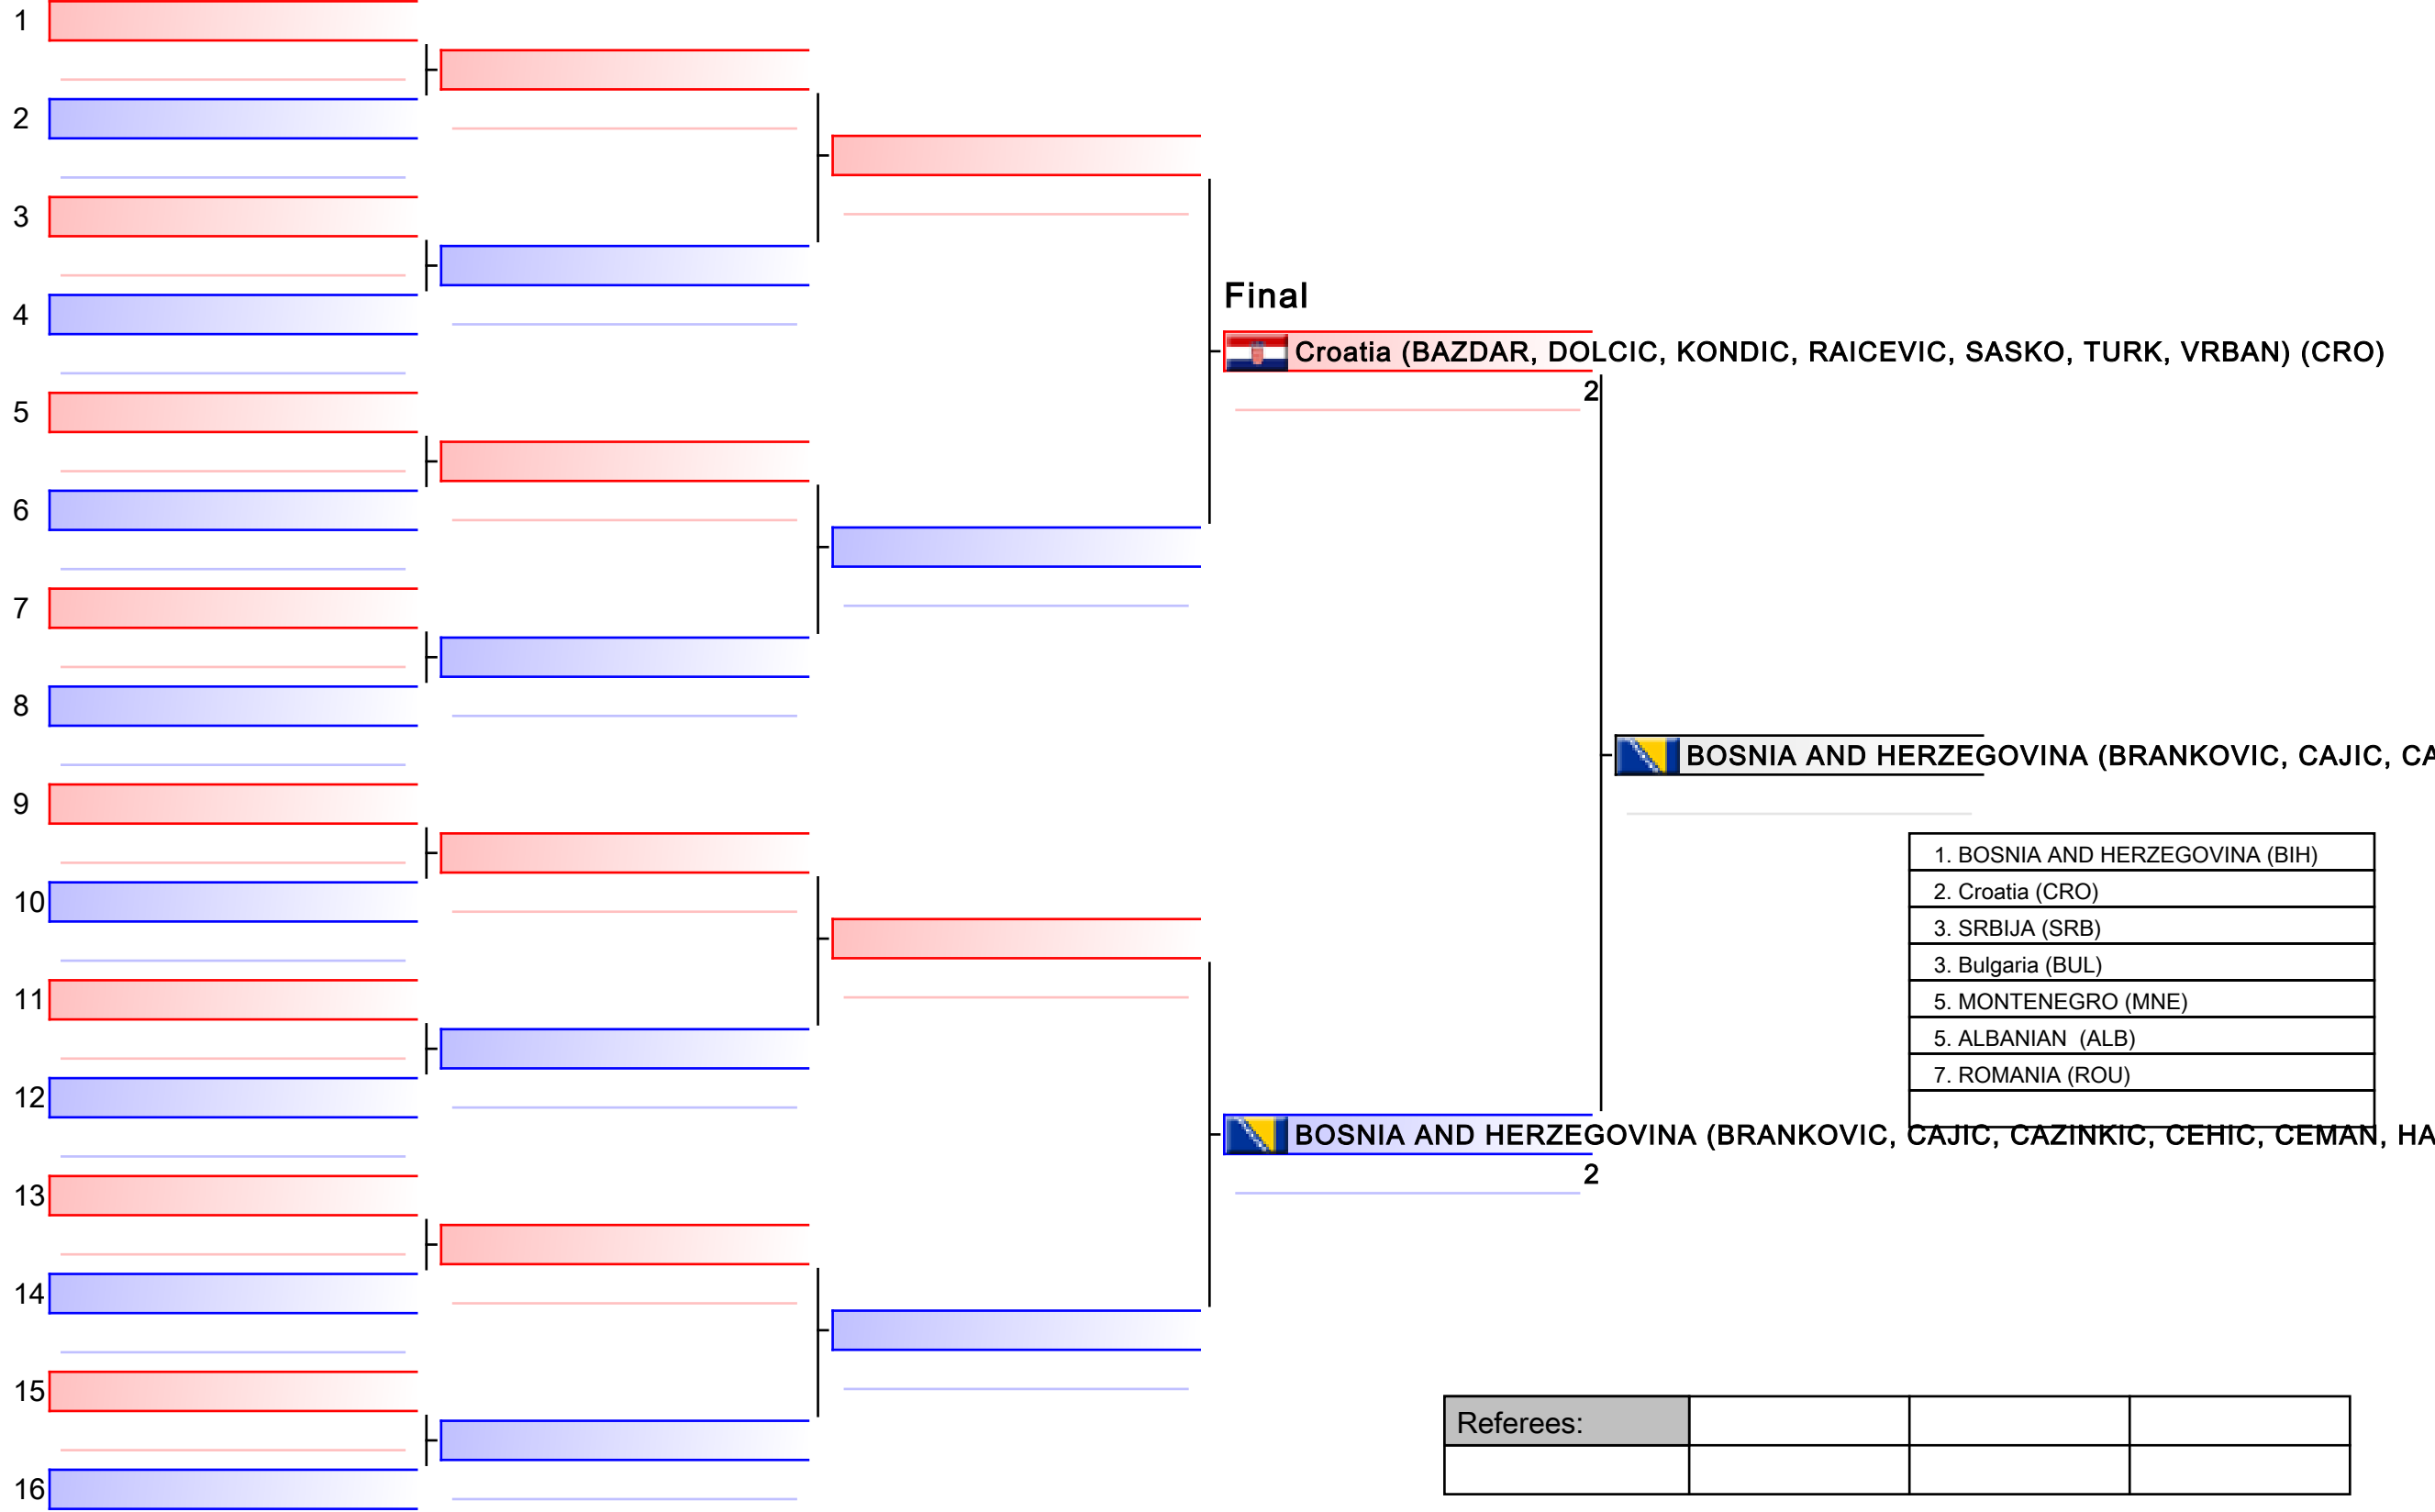 1
2
3
4
Final
Croatia (BAZDAR, DOLCIC, KONDIC, RAICEVIC, SASKO, TURK, VRBAN) (CRO)
2
5
6
7
8
BOSNIA AND HERZEGOVINA (BRANKOVIC, CAJIC, CA
9
1. BOSNIA AND HERZEGOVINA (BIH)
10
2. Croatia (CRO)
3. SRBIJA (SRB)
3. Bulgaria (BUL)
11
5. MONTENEGRO (MNE)
5. ALBANIAN (ALB)
7. ROMANIA (ROU)
12
BOSNIA AND HERZEGOVINA (BRANKOVIC, CAJIC, CAZINKIC, CEHIC, CEMAN, HA
2
13
14
15
Referees:
16